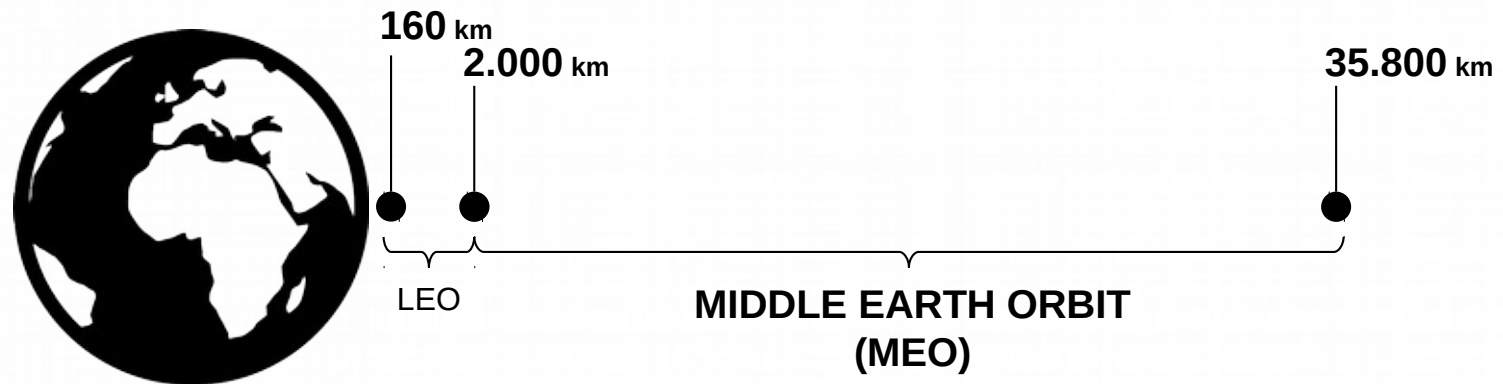 160 km
2.000 km
35.800 km
LEO
MIDDLE EARTH ORBIT
(MEO)